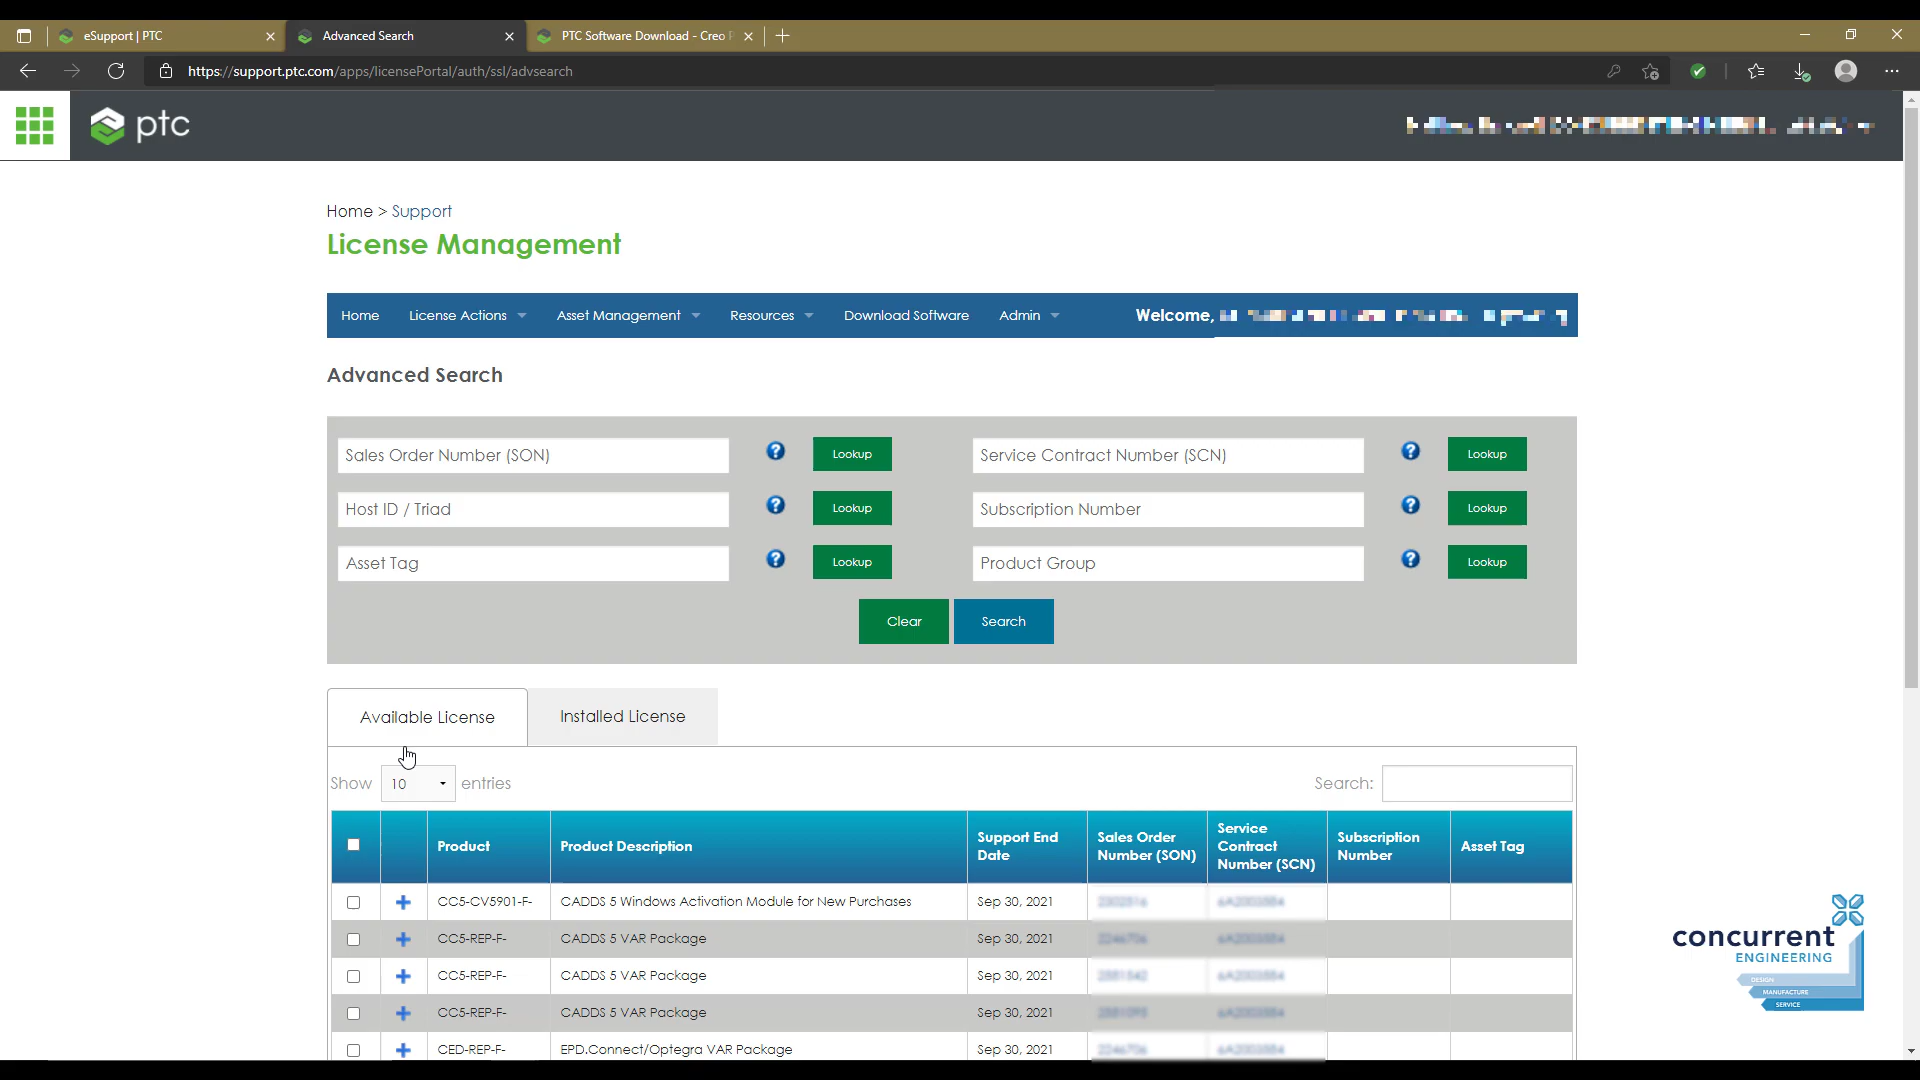 eSupport | PTC
Advanced Search
PTC Software Download - Creo P
https://support.ptc.com/apps/licensePortal/auth/ssl/advsearch
ptc
Home > Support
License Management
Home License Actions Asset Management Resources Download Software Admin Welcome,
Advanced Search
Sales Order Number (SON) Lookup Service Contract Number (SCN) Lookup
Host ID / Triad Lookup Subscription Number Lookup
Asset Tag Lookup Product Group Lookup
Clear Search
Available License Installed License
Show 10 entries Search:
Product Product Description Support End Date Sales Order Number (SON) Service Contract Number (SCN) Subscription Number Asset Tag
CC5-CV5901-F- CADDS 5 Windows Activation Module for New Purchases Sep 30, 2021
CC5-REP-F- CADDS 5 VAR Package Sep 30, 2021
CC5-REP-F- CADDS 5 VAR Package Sep 30, 2021
CC5-REP-F- CADDS 5 VAR Package Sep 30, 2021
CED-REP-F- EPD.Connect/Optegra VAR Package Sep 30, 2021
concurrent
ENGINEERING
DESIGN
MANUFACTURE
SERVICE